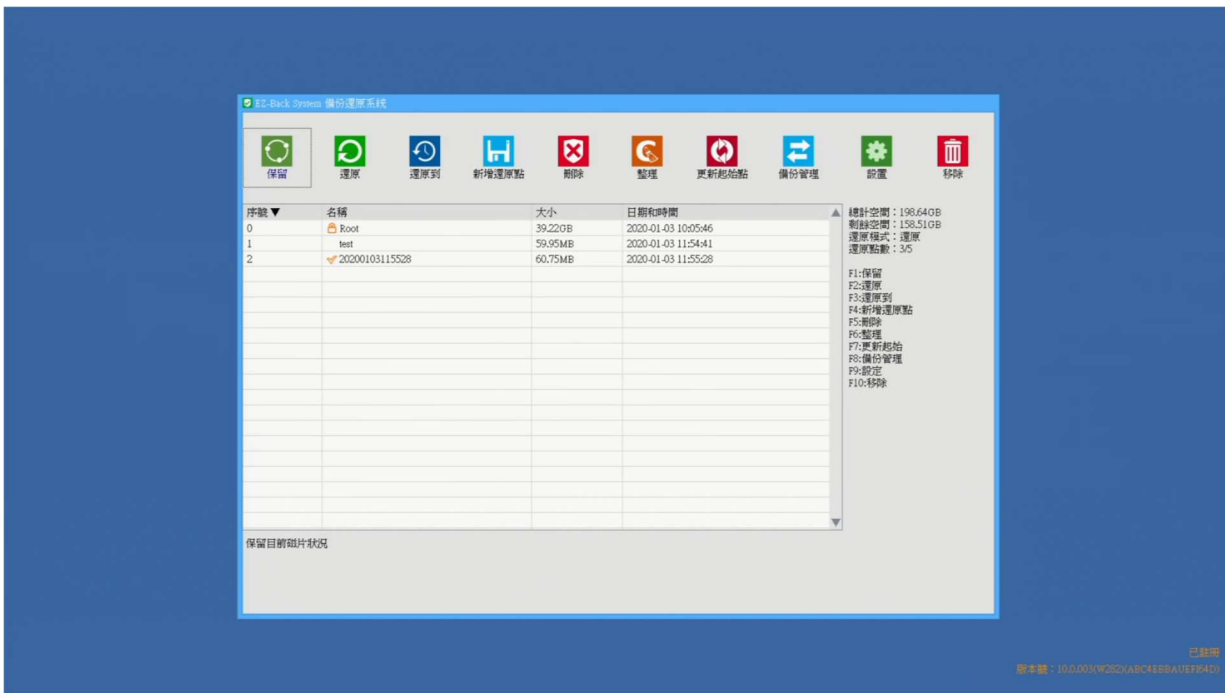 EZ-Back System 備份還原系統
保留 還原 還原到 新增還原點 刪除 整理 更新起始點 備份管理 設置 移除
序號▼ 名稱 大小 日期和時間
0 Root 39.22GB 2020-01-03 10:05:46
1 test 59.95MB 2020-01-03 11:54:41
2 20200103115528 60.75MB 2020-01-03 11:55:28
總計空間：198.64GB
剩餘空間：158.51GB
還原模式：還原
還原點數：3/5
F1:保留
F2:還原
F3:還原到
F4:新增還原點
F5:刪除
F6:整理
F7:更新起始
F8:備份管理
F9:設定
F10:移除
保留目前磁片狀況
已註冊
版本號：10.0.003(W282)(ABC4EBBAUEFI64D)